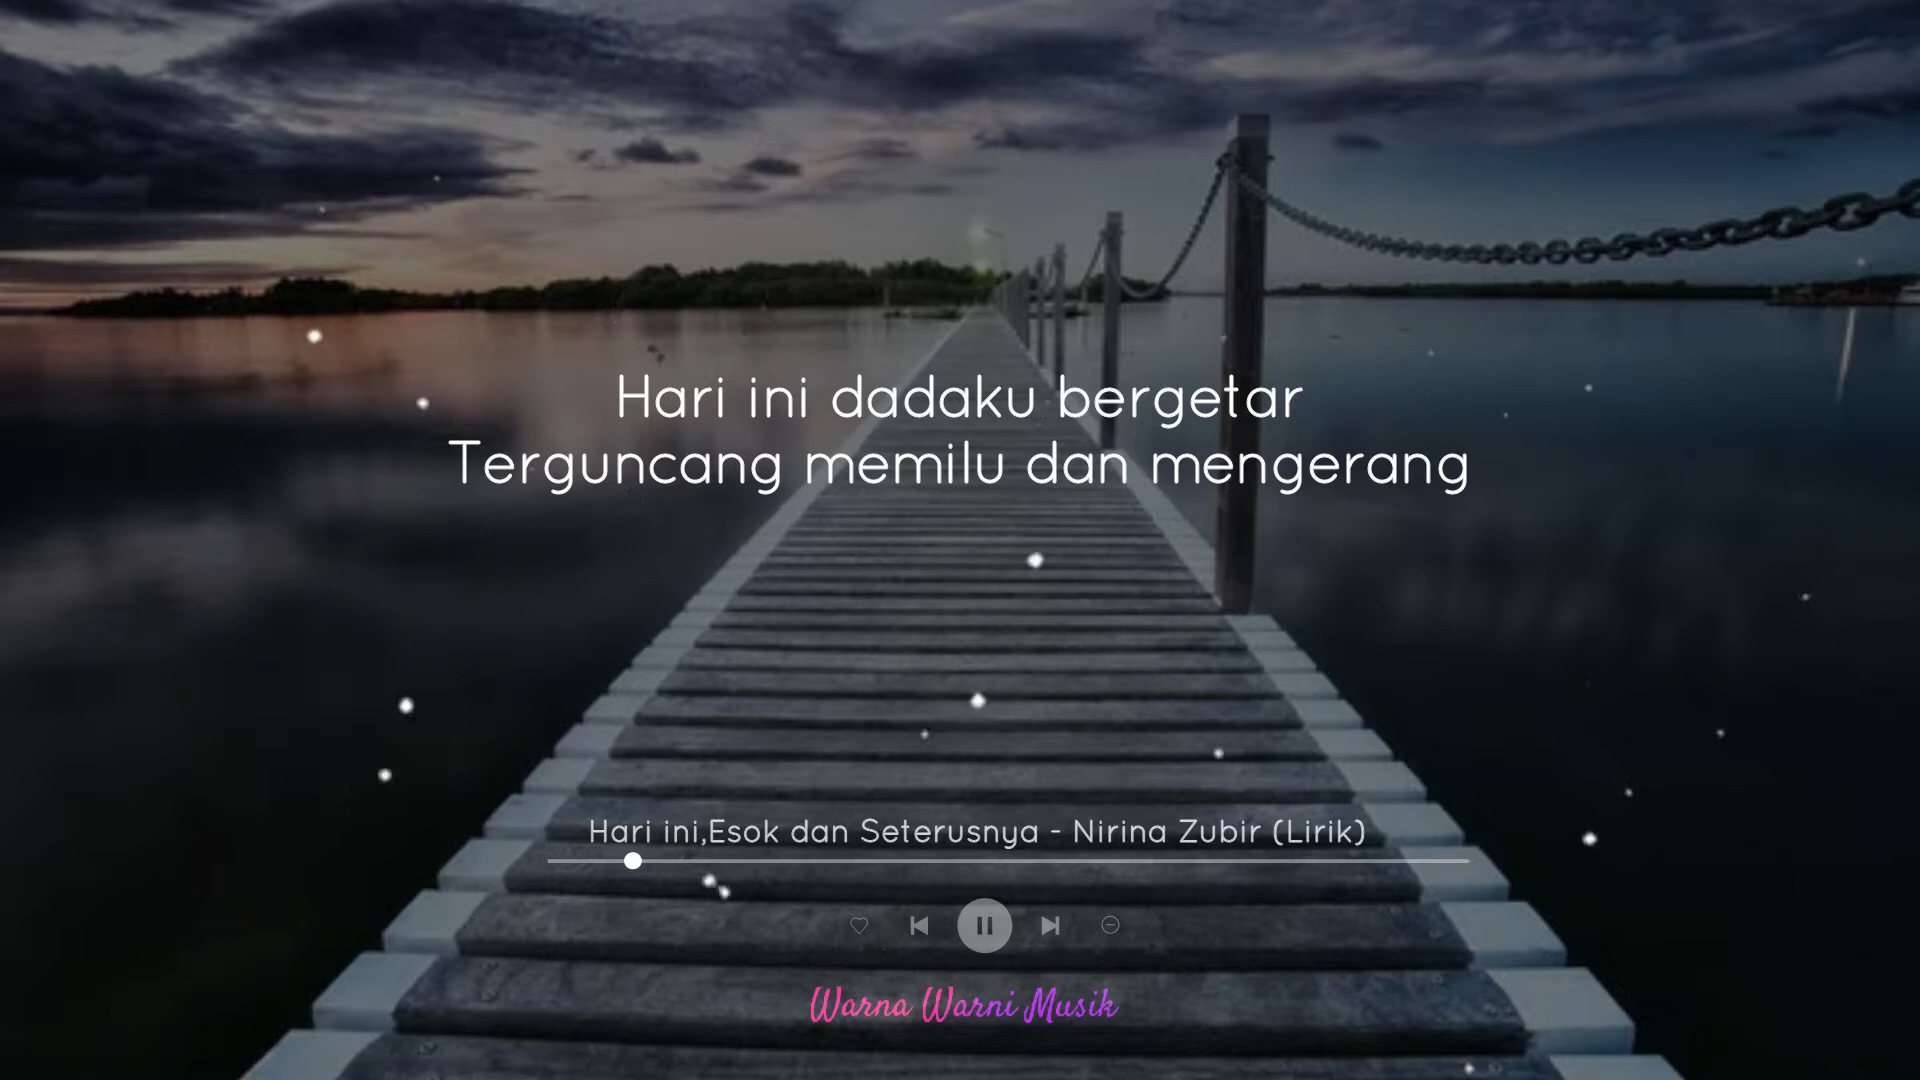 Hari ini dadaku bergetar
Terguncang memilu dan mengerang
Hari ini,Esok dan Seterusnya - Nirina Zubir (Lirik)
Warna Warni Musik